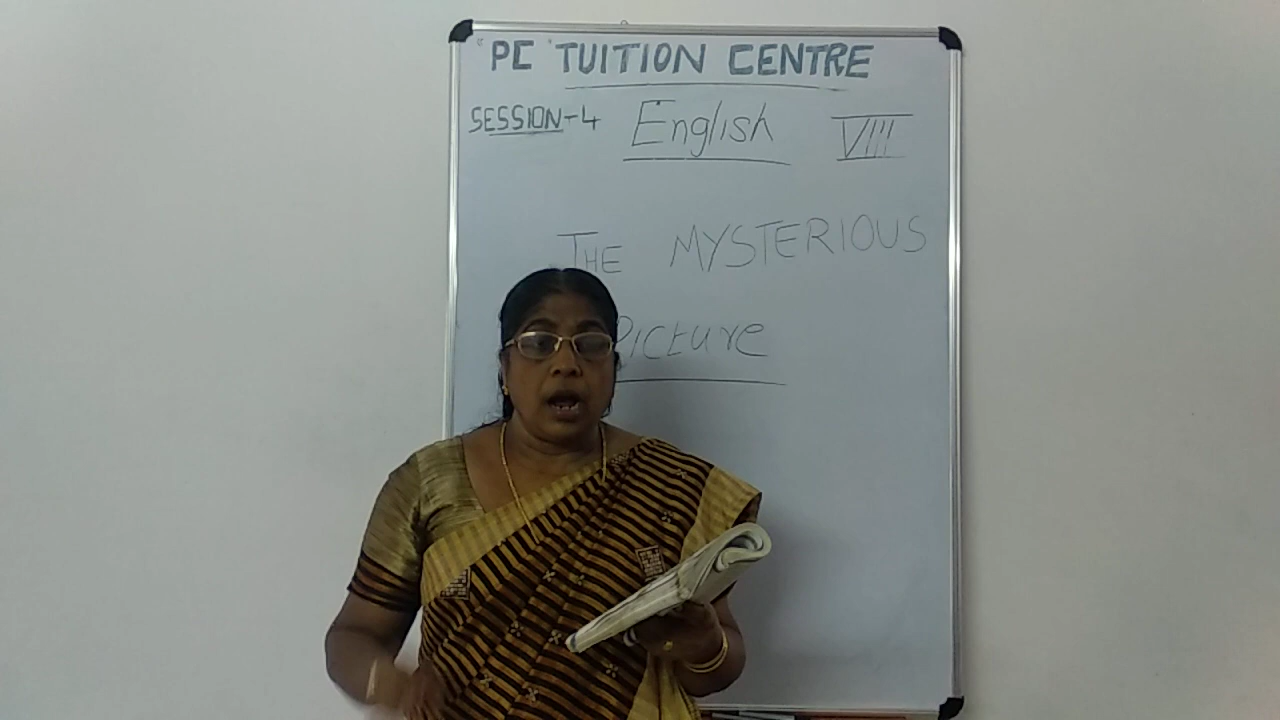 "PC TUITION CENTRE
SESSION-4 English VIII
THE MYSTERIOUS
Picture